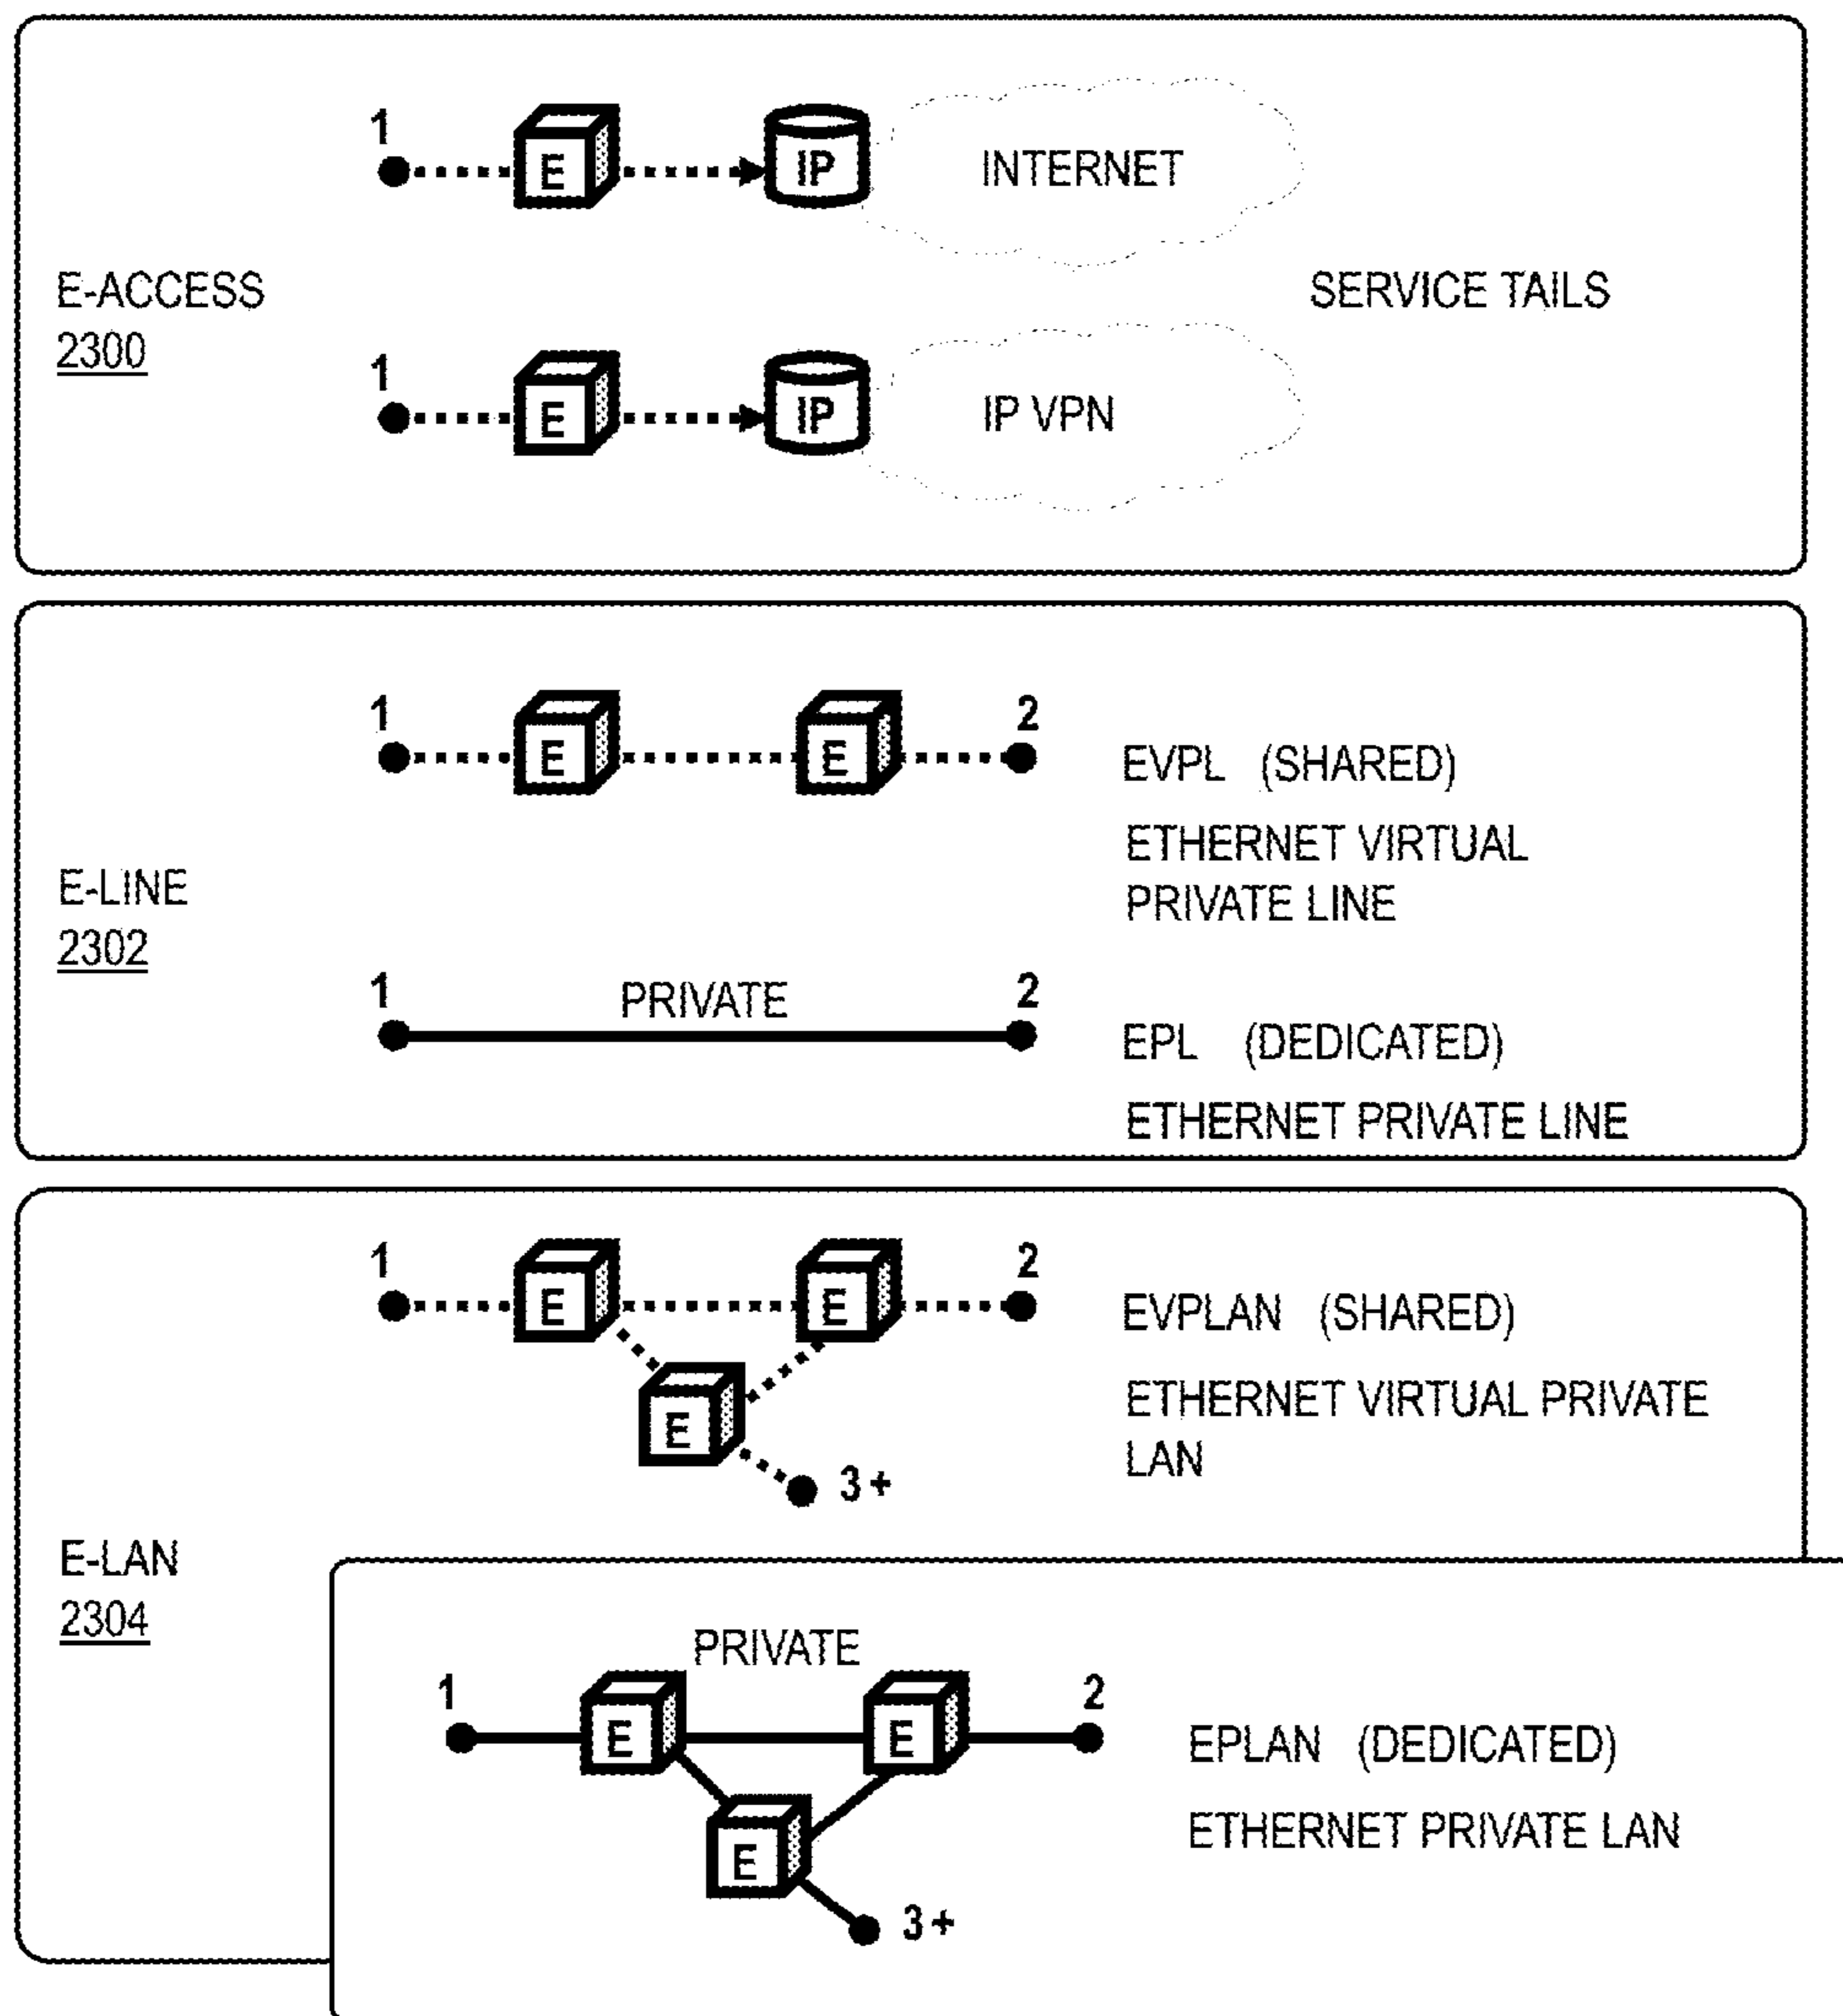 1
E
IP
INTERNET
E-ACCESS
2300
SERVICE TAILS
1
E
IP
IP VPN
1
E
E
2
EVPL (SHARED)
ETHERNET VIRTUAL
PRIVATE LINE
E-LINE
2302
1
PRIVATE
2
EPL (DEDICATED)
ETHERNET PRIVATE LINE
1
E
E
2
EVPLAN (SHARED)
ETHERNET VIRTUAL PRIVATE
LAN
E
3+
E-LAN
2304
PRIVATE
1
E
E
2
EPLAN (DEDICATED)
ETHERNET PRIVATE LAN
E
3+